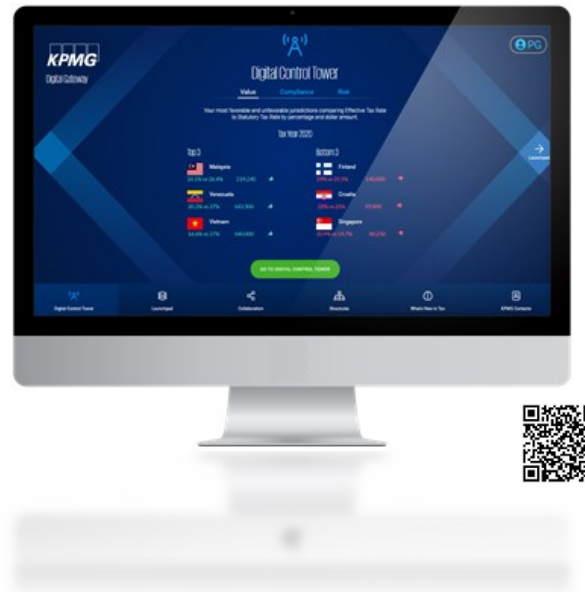 KPMG
Digital Gateway
PG
Digital Control Tower
Value Compliance Risk
Your most favorable and unfavorable jurisdictions comparing Effective Tax Rate
to Statutory Tax Rate by percentage and dollar amount.
Tax Year 2020
Top 3 Bottom 3
Malaysia Finland
Venezuela Croatia
Vietnam Singapore
Launchpad
GO TO DIGITAL CONTROL TOWER
Digital Control Tower Launchpad Collaboration Structures What's New in Tax KPMG Contacts